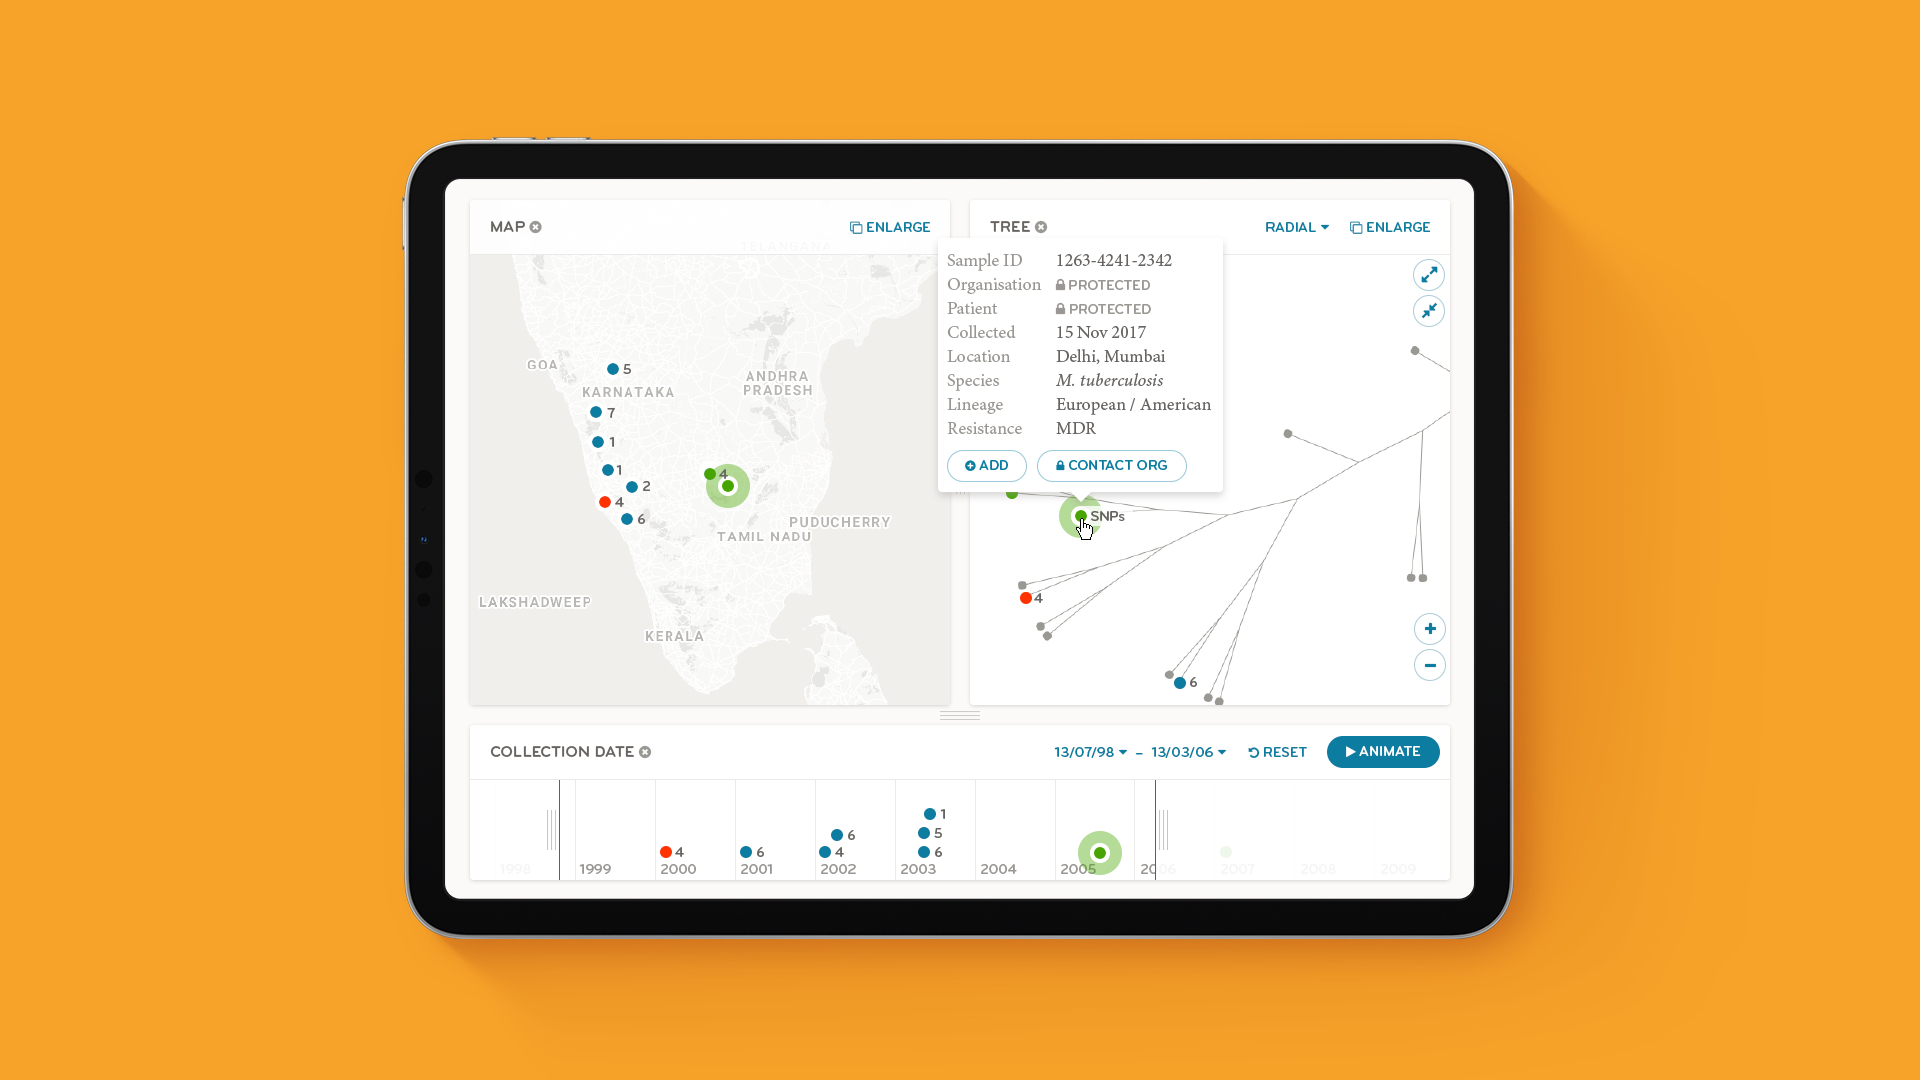 MAP
ENLARGE
TELANGANA
GOA
5
KARNATAKA
ANDHRA
PRADESH
7
1
1
4
2
4
6
PUDUCHERRY
TAMIL NADU
LAKSHADWEEP
KERALA
TREE
RADIAL
ENLARGE
Sample ID 1263-4241-2342
Organisation PROTECTED
Patient PROTECTED
Collected 15 Nov 2017
Location Delhi, Mumbai
Species M. tuberculosis
Lineage European / American
Resistance MDR
ADD
CONTACT ORG
SNPs
4
6
COLLECTION DATE
13/07/98 – 13/03/06
RESET
ANIMATE
1
6 5
4 6 4 6
1998 1999 2000 2001 2002 2003 2004 2005 2006 2007 2008 2009